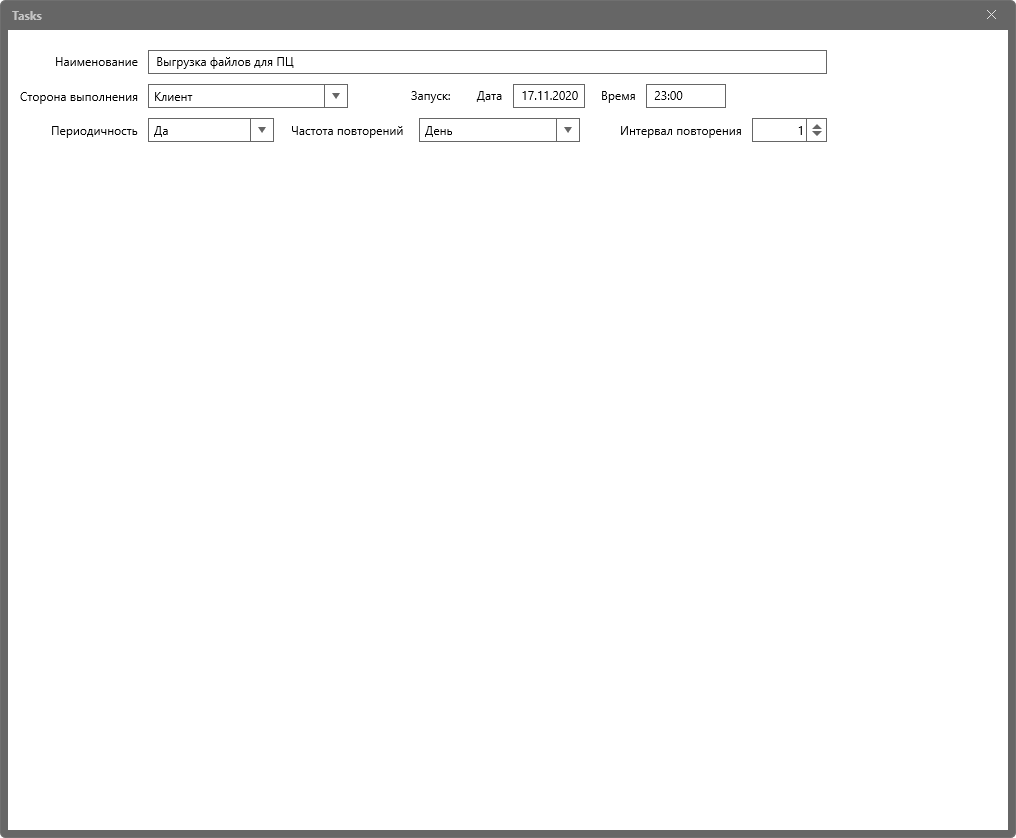 Tasks
Наименование Выгрузка файлов для ПЦ
Сторона выполнения Клиент Запуск: Дата 17.11.2020 Время 23:00
Периодичность Да Частота повторений День Интервал повторения 1